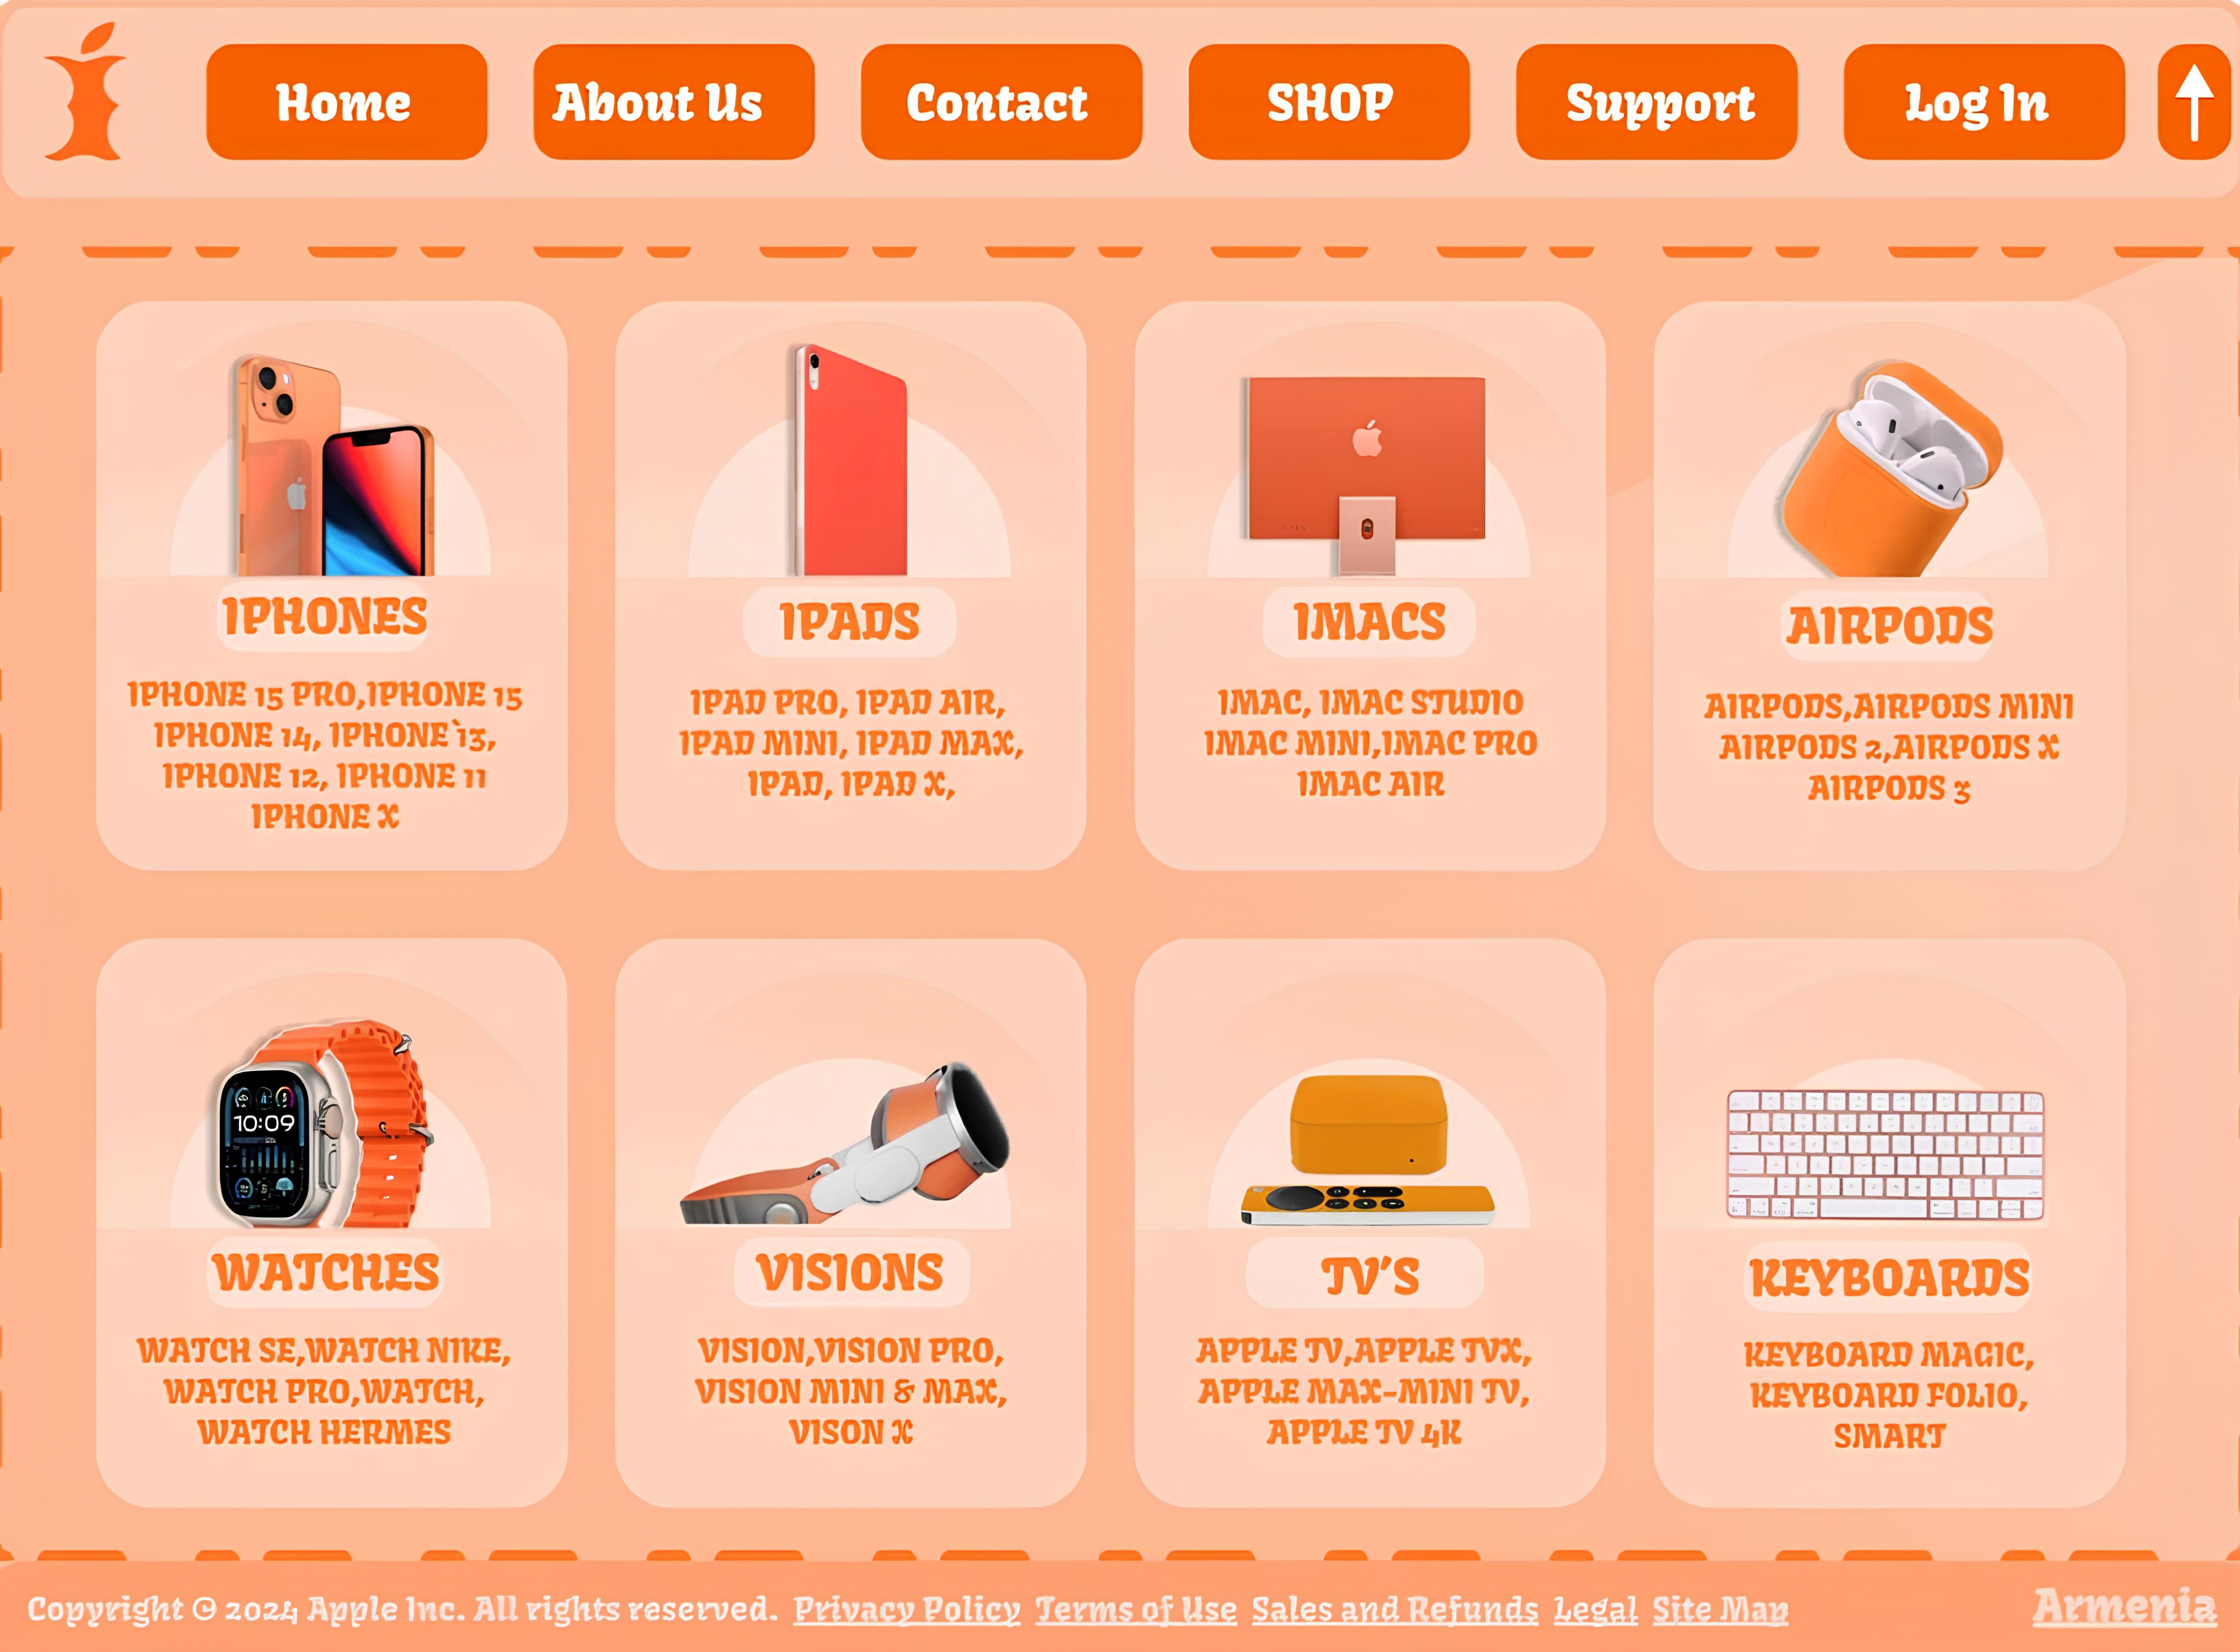 Home
About Us
Contact
SHOP
Support
Log In
IPHONES
IPHONE 15 PRO,IPHONE 15
IPHONE 14, IPHONE`13,
IPHONE 12, IPHONE 11
IPHONE X
IPADS
IPAD PRO, IPAD AIR,
IPAD MINI, IPAD MAX,
IPAD, IPAD X,
IMACS
IMAC, IMAC STUDIO
IMAC MINI,IMAC PRO
IMAC AIR
AIRPODS
AIRPODS,AIRPODS MINI
AIRPODS 2,AIRPODS X
AIRPODS 3
10:09
WATCHES
WATCH SE,WATCH NIKE,
WATCH PRO,WATCH,
WATCH HERMES
VISIONS
VISION,VISION PRO,
VISION MINI & MAX,
VISON X
TV'S
APPLE TV,APPLE TVX,
APPLE MAX-MINI TV,
APPLE TV 4K
KEYBOARDS
KEYBOARD MAGIC,
KEYBOARD FOLIO,
SMART
Copyright © 2024 Apple Inc. All rights reserved. Privacy Policy Terms of Use Sales and Refunds Legal Site Map
Armenia